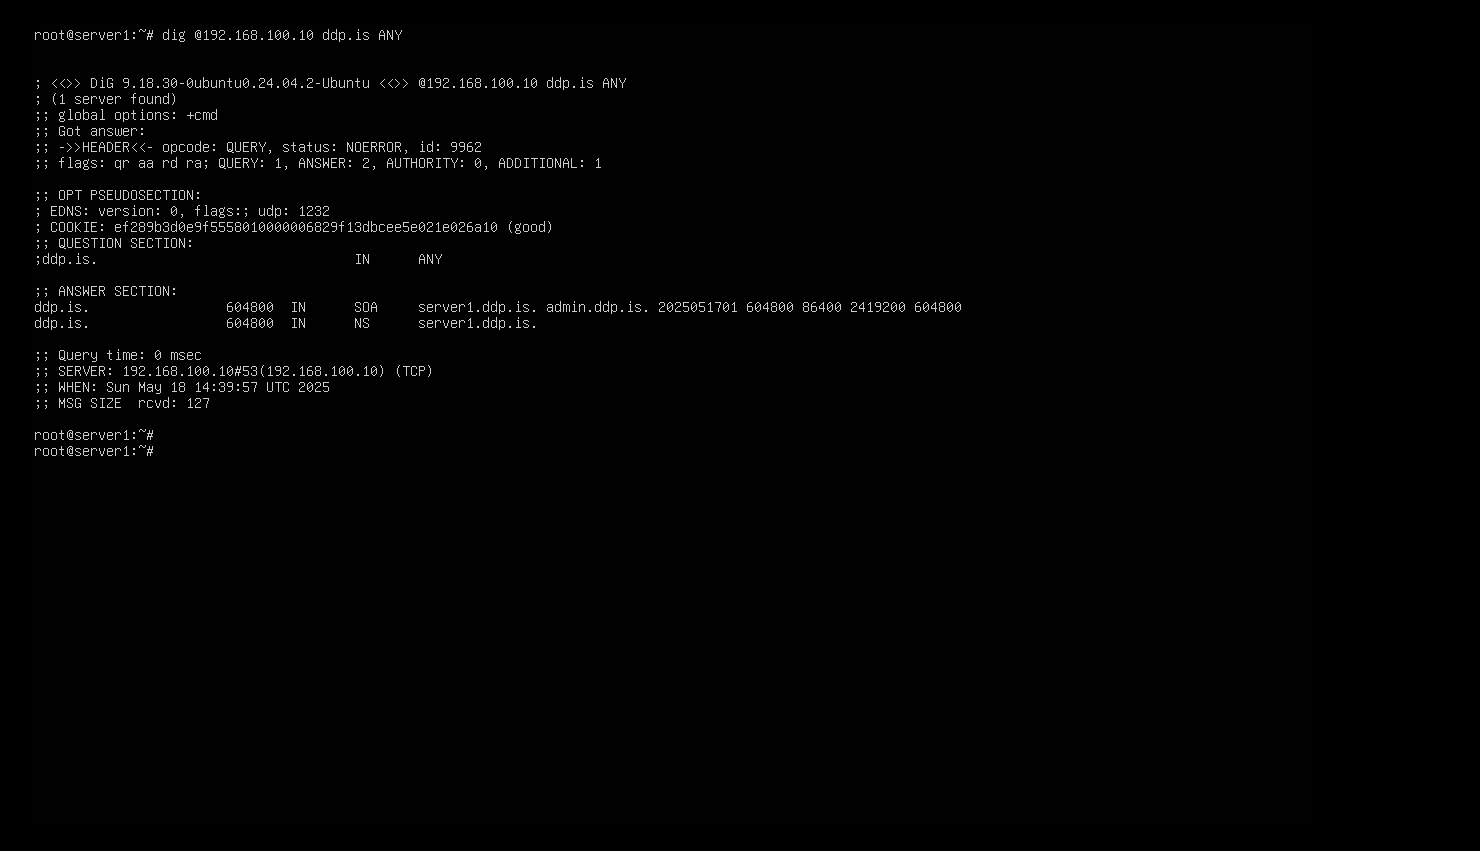 root@server1:~# dig @192.168.100.10 ddp.is ANY
; <<>> DiG 9.18.30-0ubuntu0.24.04.2-Ubuntu <<>> @192.168.100.10 ddp.is ANY
; (1 server found)
;; global options: +cmd
;; Got answer:
;; ->>HEADER<<- opcode: QUERY, status: NOERROR, id: 9962
;; flags: qr aa rd ra; QUERY: 1, ANSWER: 2, AUTHORITY: 0, ADDITIONAL: 1
;; OPT PSEUDOSECTION:
; EDNS: version: 0, flags:; udp: 1232
; COOKIE: ef289b3d0e9f5558010000006829f13dbcee5e021e026a10 (good)
;; QUESTION SECTION:
;ddp.is. IN ANY
;; ANSWER SECTION:
ddp.is. 604800 IN SOA server1.ddp.is. admin.ddp.is. 2025051701 604800 86400 2419200 604800
ddp.is. 604800 IN NS server1.ddp.is.
;; Query time: 0 msec
;; SERVER: 192.168.100.10#53(192.168.100.10) (TCP)
;; WHEN: Sun May 18 14:39:57 UTC 2025
;; MSG SIZE  rcvd: 127
root@server1:~#
root@server1:~#